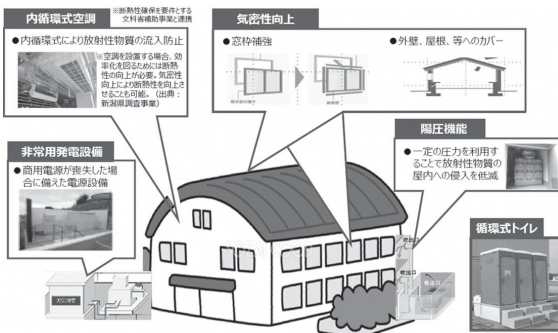 内循環式空調
※断熱性確保を要件とする
文科省補助事業と連携
●内循環式により放射性物質の流入防止
※空調を設置する場合、効
率化を図るためには断熱
性の向上が必要。気密性
向上により断熱性を向上さ
せることも可能。（出典：
新潟県調査事業）
気密性向上
●窓枠補強
●外壁、屋根、等へのカバー
非常用発電設備
●商用電源が喪失した場
合に備えた電源設備
陽圧機能
●一定の圧力を利用す
ることで放射性物質の
屋内への侵入を低減
循環式トイレ
吹出口